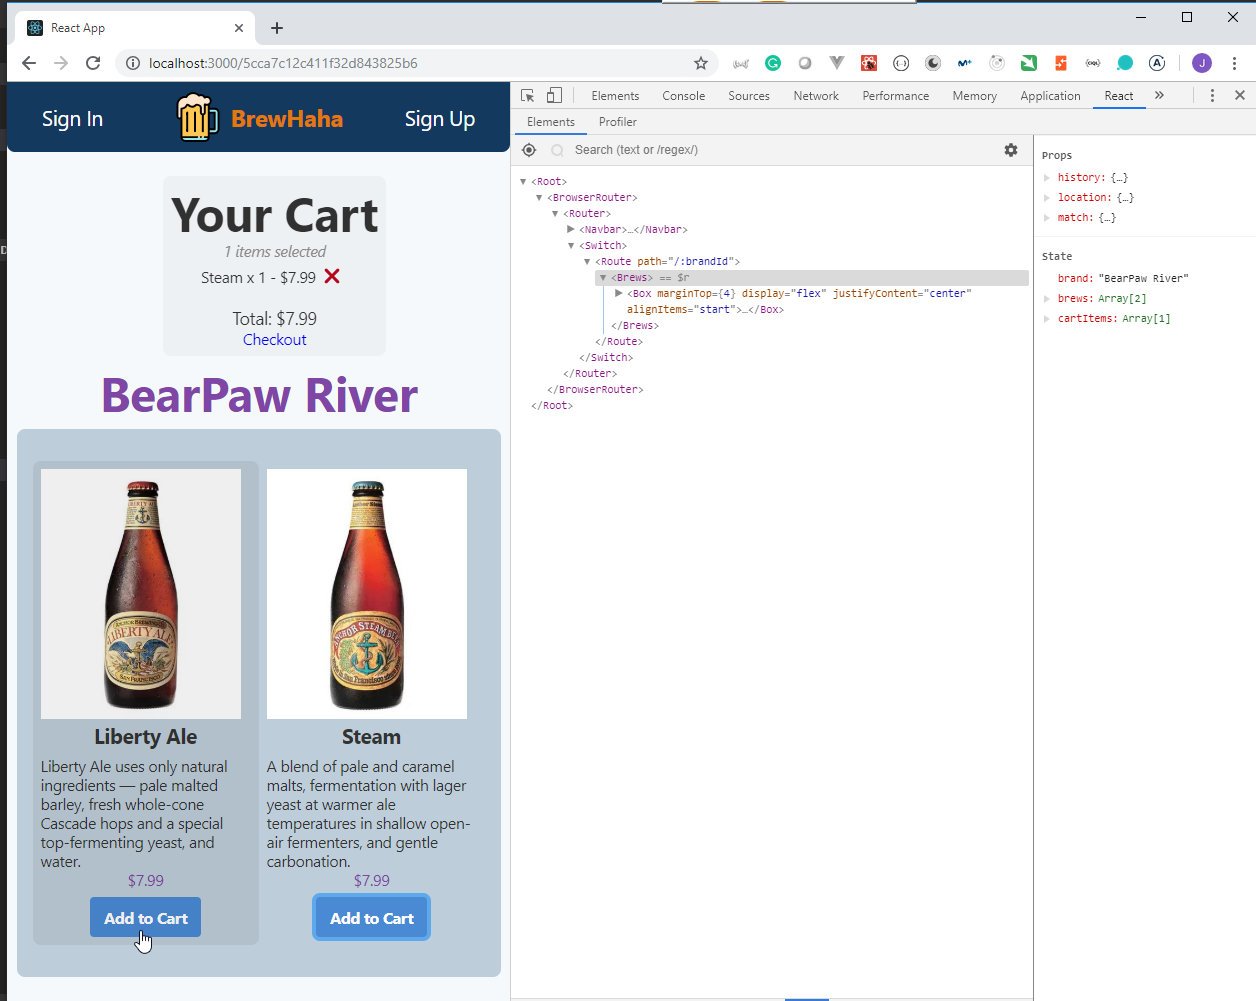 React App
localhost:3000/5cca7c12c411f32d843825b6
J
Sign In
BrewHaha
Sign Up
Your Cart
1 items selected
Steam x 1 - $7.99
Total: $7.99
Checkout
BearPaw River
LIBERTY ALE
SAN FRANCISCO
ANCHOR STEAM BEER
Liberty Ale
Liberty Ale uses only natural
ingredients — pale malted
barley, fresh whole-cone
Cascade hops and a special
top-fermenting yeast, and
water.
$7.99
Add to Cart
Steam
A blend of pale and caramel
malts, fermentation with lager
yeast at warmer ale
temperatures in shallow open-
air fermenters, and gentle
carbonation.
$7.99
Add to Cart
Elements Console Sources Network Performance Memory Application React »
Elements Profiler
Search (text or /regex/)
<Root>
<BrowserRouter>
<Router>
<Navbar>…</Navbar>
<Switch>
<Route path="/:brandId">
<Brews> == $r
<Box marginTop={4} display="flex" justifyContent="center"
alignItems="start">…</Box>
</Brews>
</Route>
</Switch>
</Router>
</BrowserRouter>
</Root>
Props
history: {…}
location: {…}
match: {…}
State
brand: "BearPaw River"
brews: Array[2]
cartItems: Array[1]